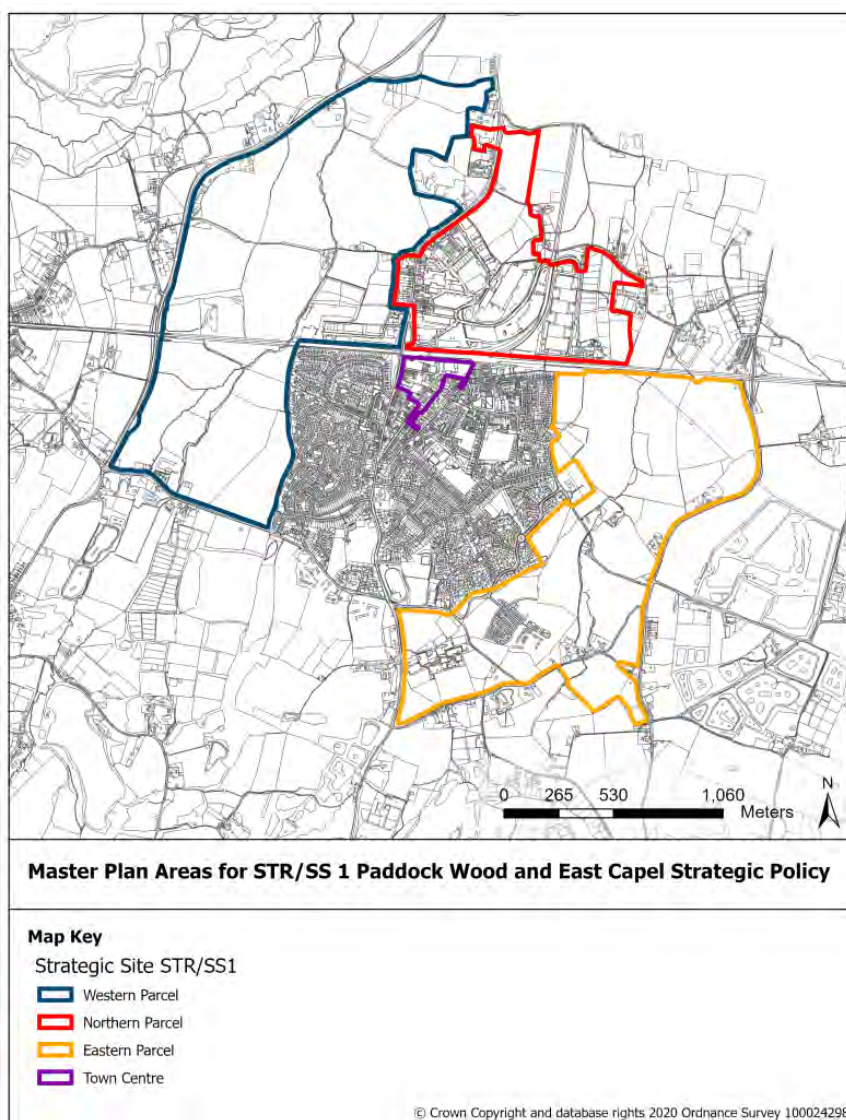 0 265 530 1,060
Meters
N
Master Plan Areas for STR/SS 1 Paddock Wood and East Capel Strategic Policy
Map Key
Strategic Site STR/SS1
Western Parcel
Northern Parcel
Eastern Parcel
Town Centre
© Crown Copyright and database rights 2020 Ordnance Survey 100024298